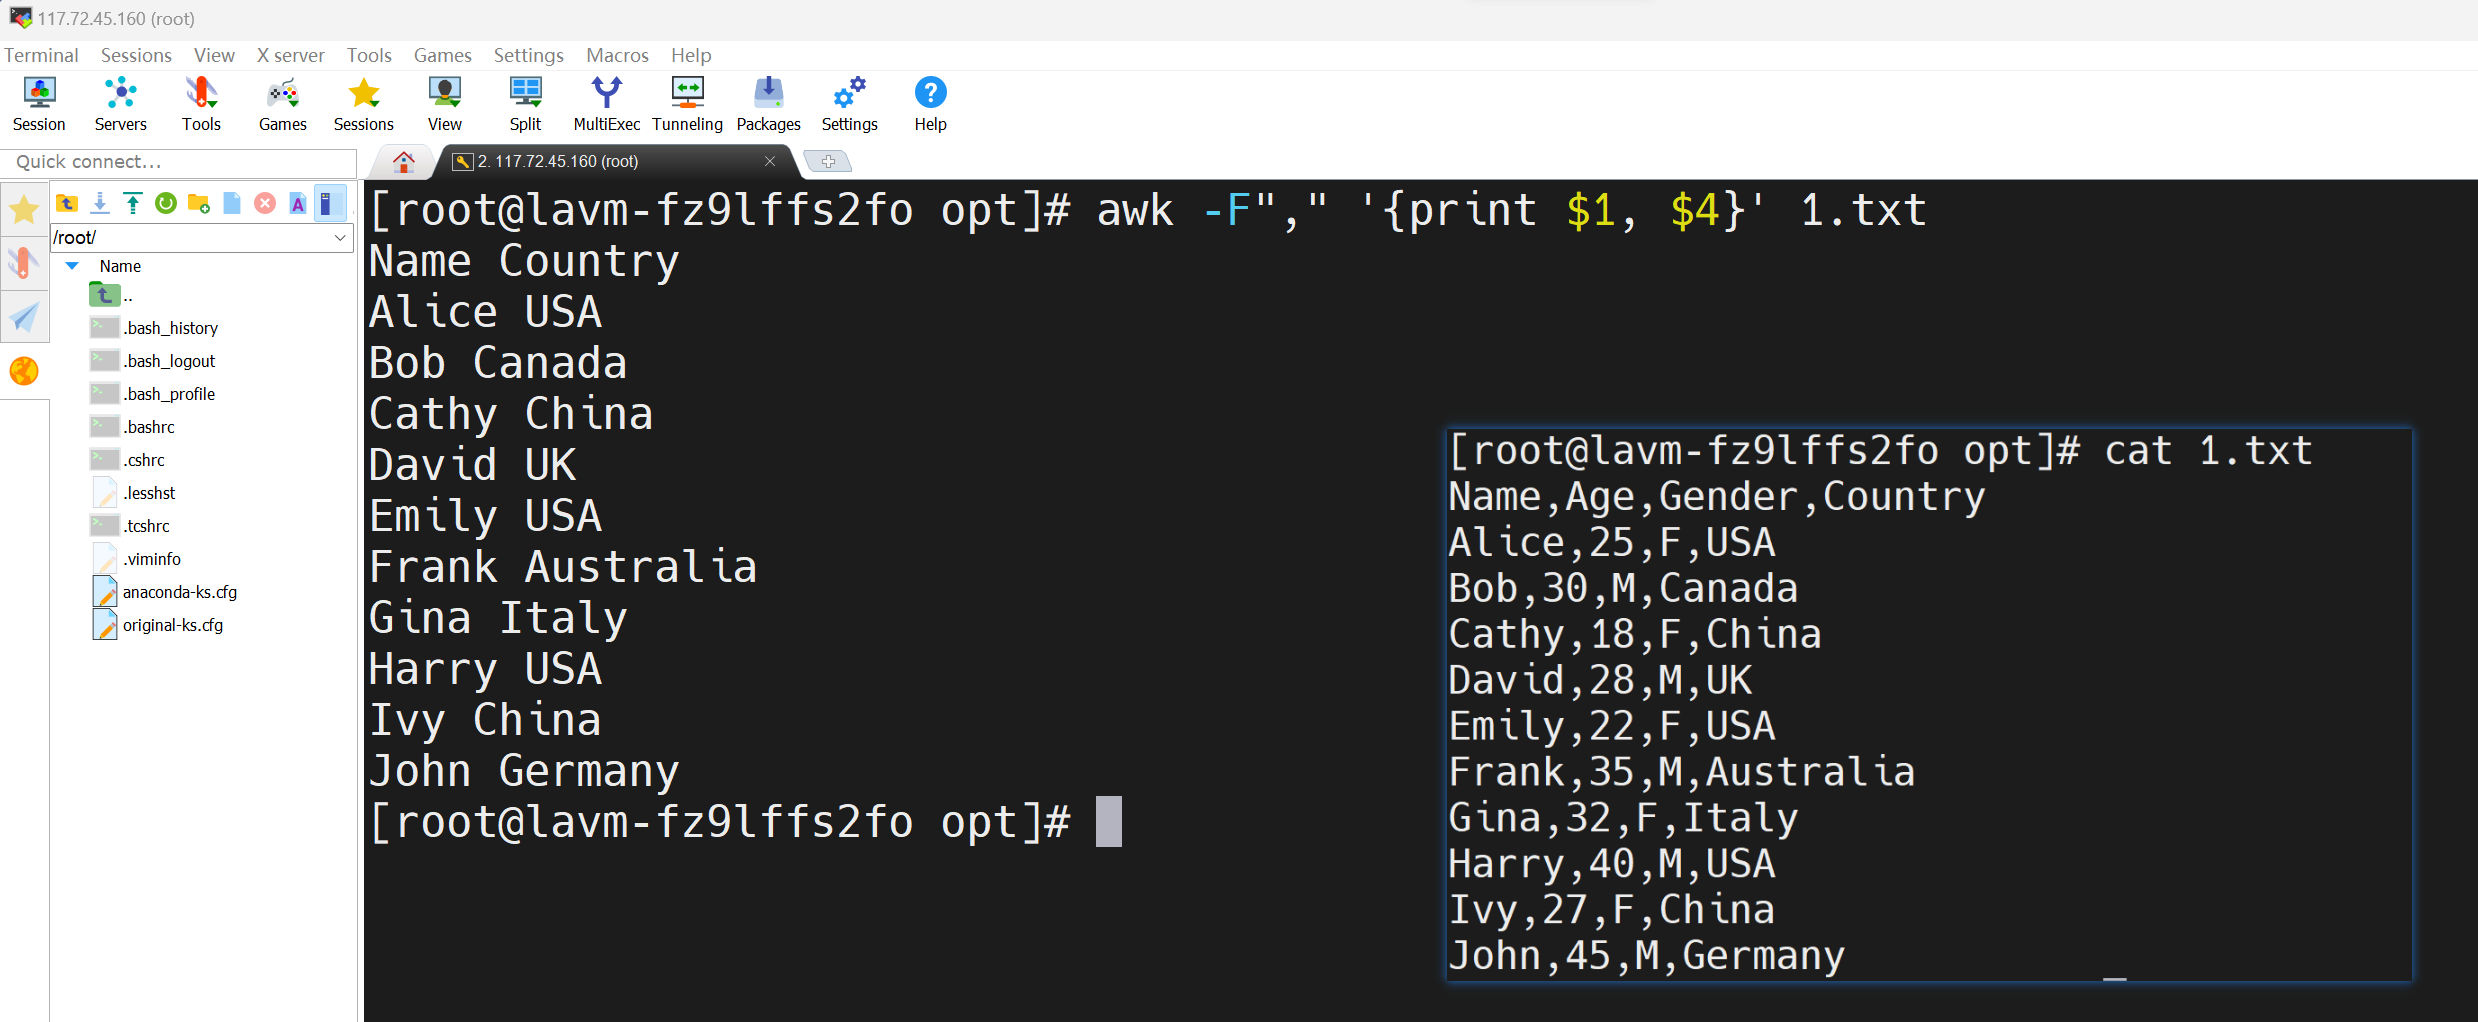 117.72.45.160 (root)
Terminal Sessions View X server Tools Games Settings Macros Help
Session Servers Tools Games Sessions View Split MultiExec Tunneling Packages Settings Help
Quick connect...
2. 117.72.45.160 (root)
/root/
Name
..
.bash_history
.bash_logout
.bash_profile
.bashrc
.cshrc
.lesshst
.tcshrc
.viminfo
anaconda-ks.cfg
original-ks.cfg
[root@lavm-fz9lffs2fo opt]# awk -F"," '{print $1, $4}' 1.txt
Name Country
Alice USA
Bob Canada
Cathy China
David UK
Emily USA
Frank Australia
Gina Italy
Harry USA
Ivy China
John Germany
[root@lavm-fz9lffs2fo opt]#
[root@lavm-fz9lffs2fo opt]# cat 1.txt
Name,Age,Gender,Country
Alice,25,F,USA
Bob,30,M,Canada
Cathy,18,F,China
David,28,M,UK
Emily,22,F,USA
Frank,35,M,Australia
Gina,32,F,Italy
Harry,40,M,USA
Ivy,27,F,China
John,45,M,Germany